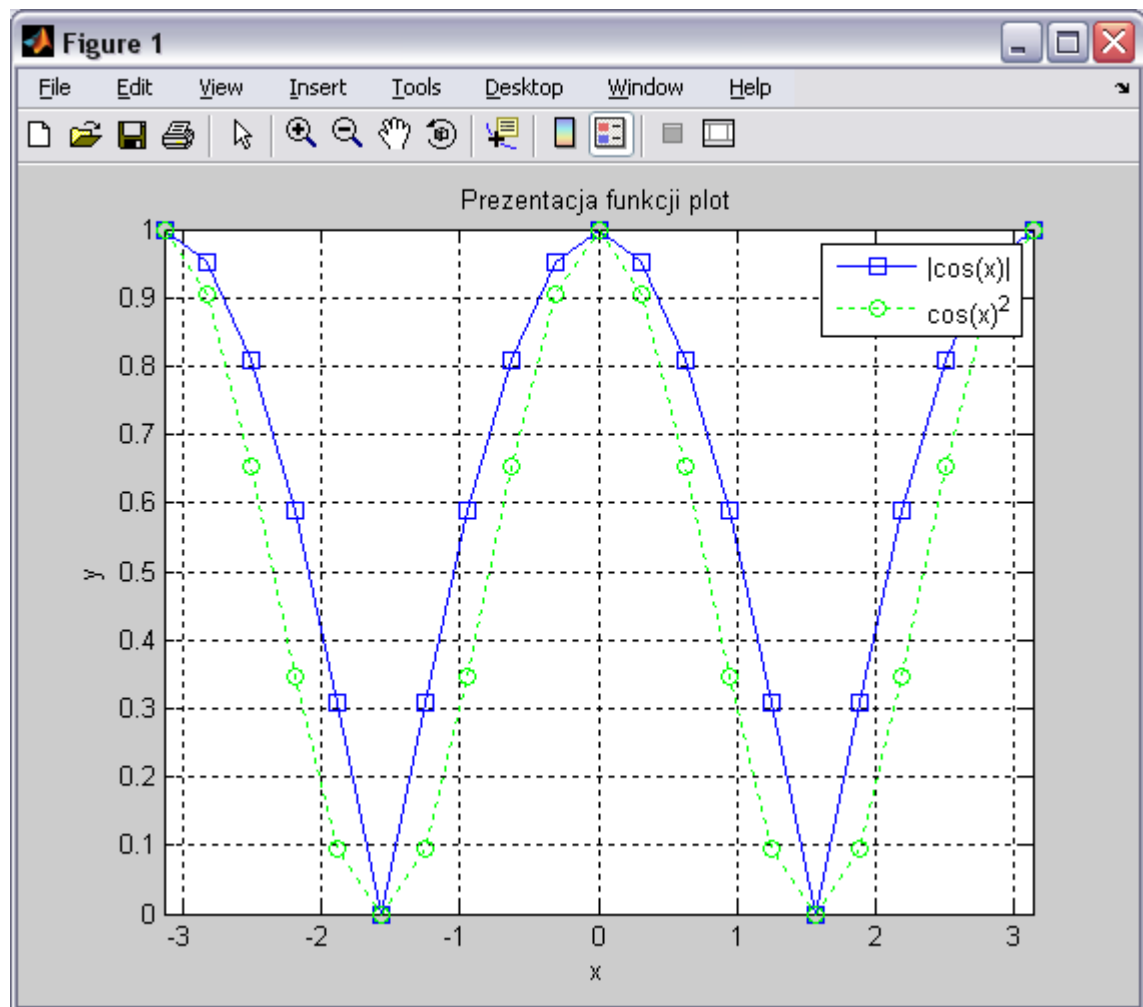 Figure 1
File Edit View Insert Tools Desktop Window Help
Prezentacja funkcji plot
|cos(x)|
cos(x)²
1
0.9
0.8
0.7
0.6
0.5
0.4
0.3
0.2
0.1
0
y
-3 -2 -1 0 1 2 3
x